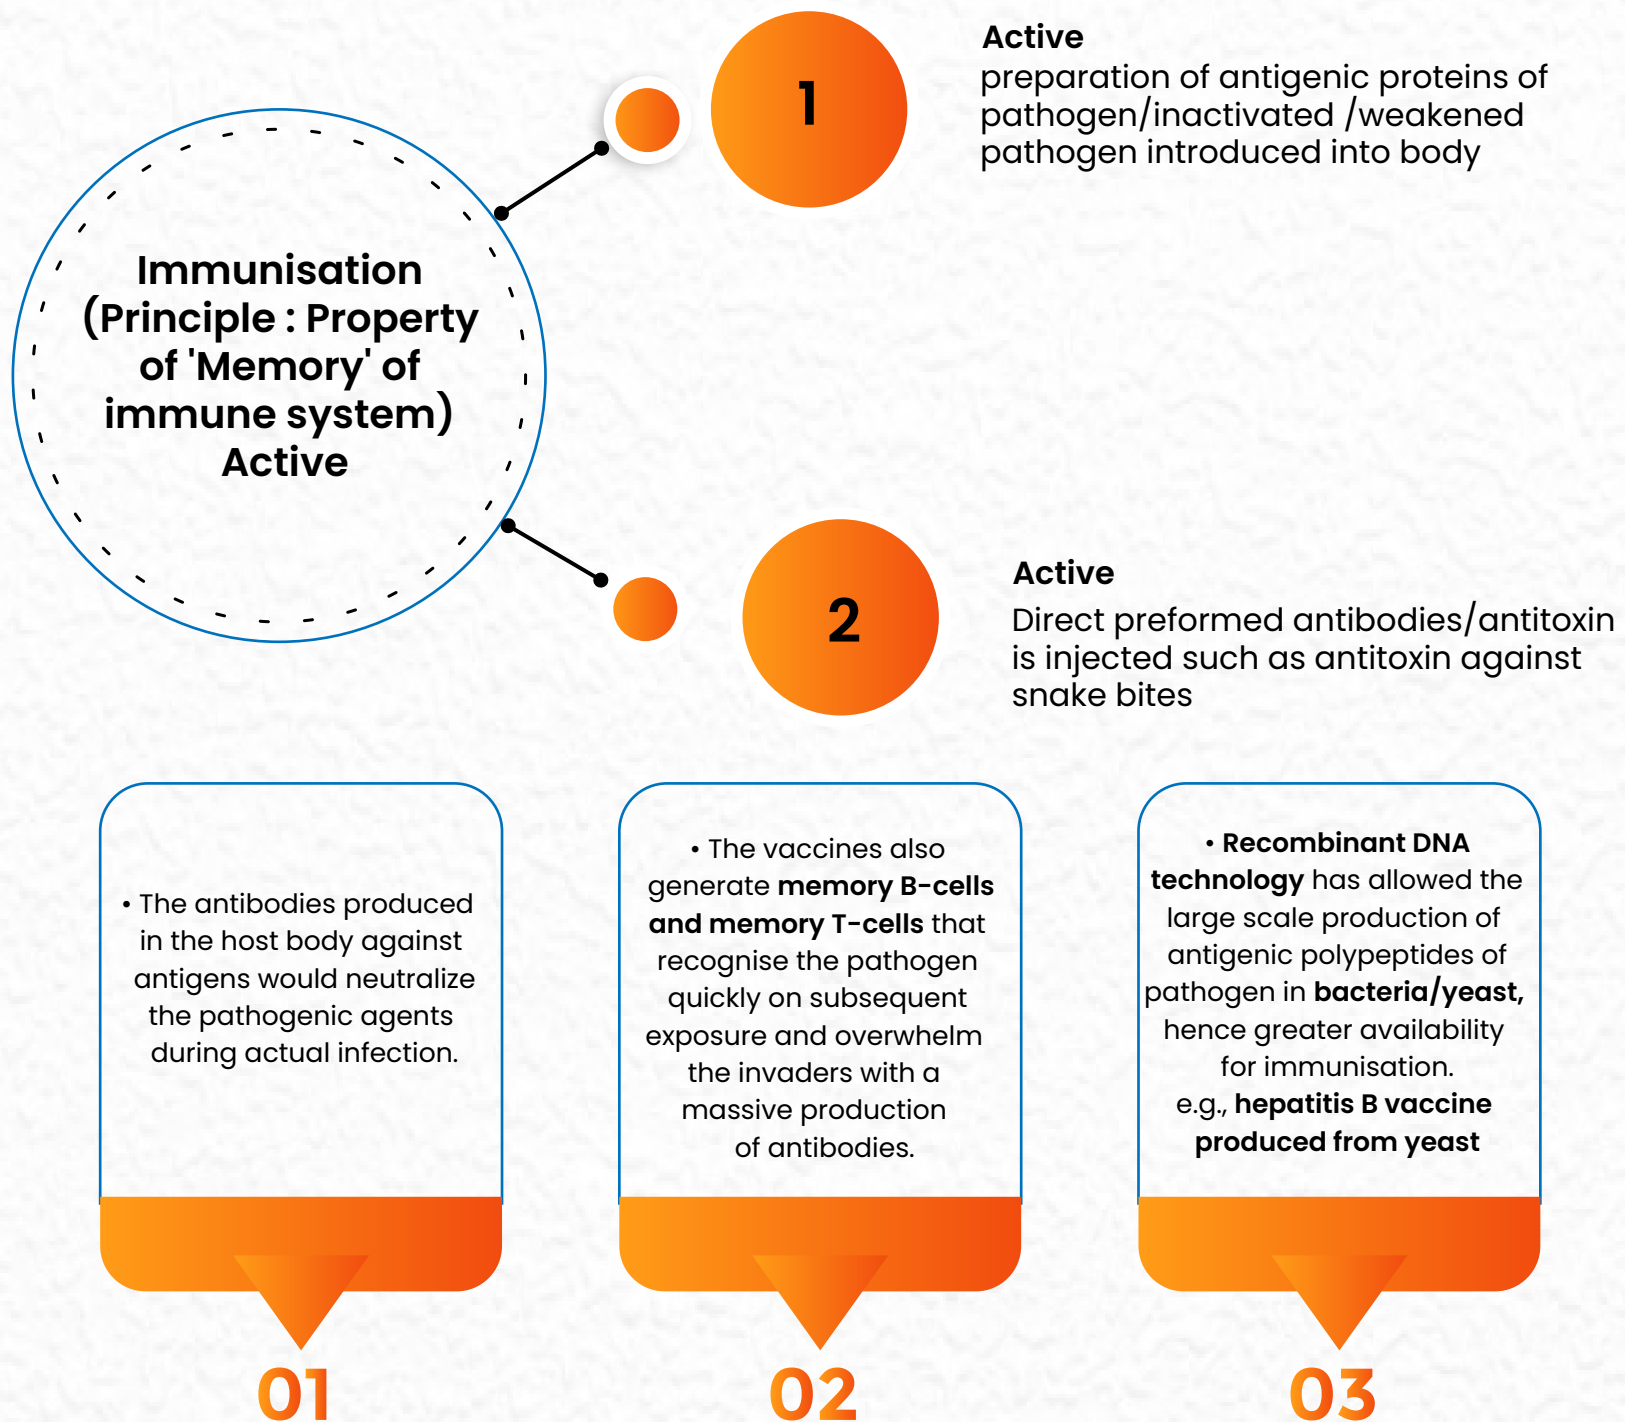 Immunisation
(Principle : Property
of 'Memory' of
immune system)
Active
1
Active
preparation of antigenic proteins of
pathogen/inactivated /weakened
pathogen introduced into body
2
Active
Direct preformed antibodies/antitoxin
is injected such as antitoxin against
snake bites
• The antibodies produced
in the host body against
antigens would neutralize
the pathogenic agents
during actual infection.
01
• The vaccines also
generate memory B-cells
and memory T-cells that
recognise the pathogen
quickly on subsequent
exposure and overwhelm
the invaders with a
massive production
of antibodies.
02
• Recombinant DNA
technology has allowed the
large scale production of
antigenic polypeptides of
pathogen in bacteria/yeast,
hence greater availability
for immunisation.
e.g., hepatitis B vaccine
produced from yeast
03